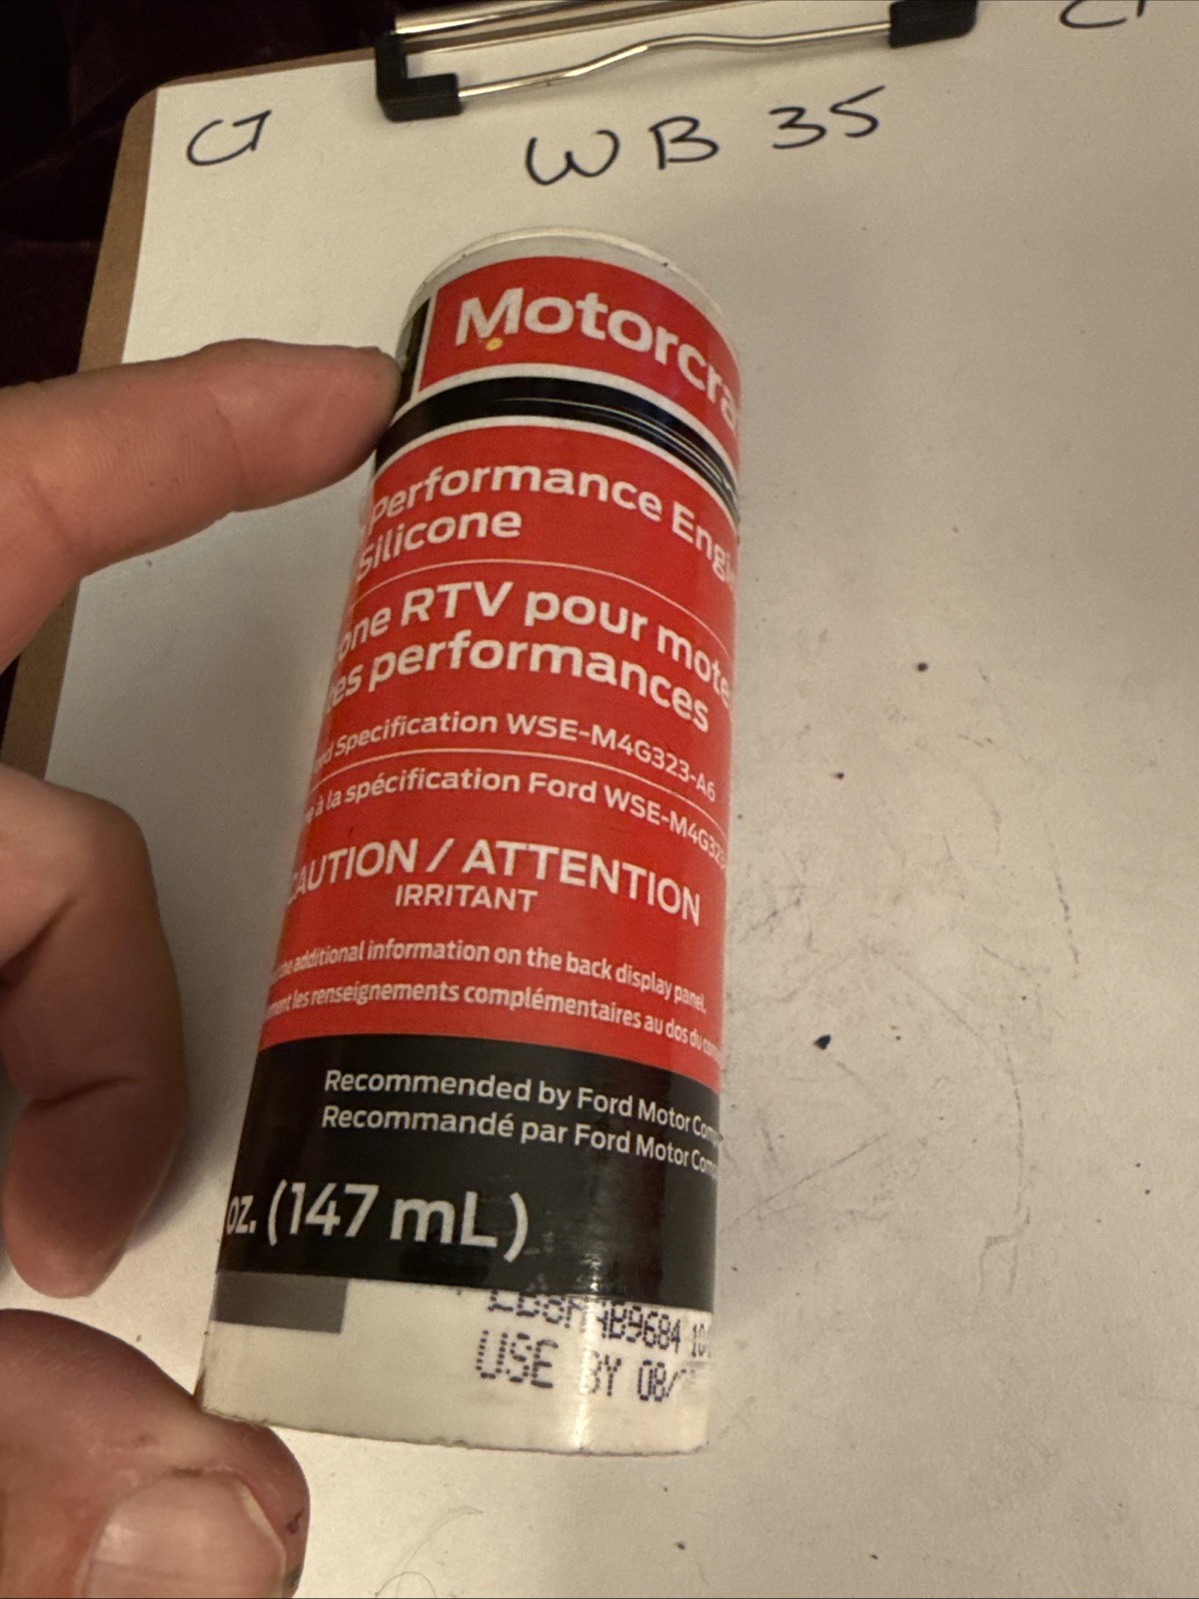 WB 35
Motorcra
Performance Eng
Silicone
one RTV pour mote
es performances
Specification WSE-M4G323-A6
à la spécification Ford WSE-M4G32
CAUTION / ATTENTION
IRRITANT
the additional information on the back display panel.
ment les renseignements complémentaires au dos du
Recommended by Ford Motor Com
Recommandé par Ford Motor Com
oz. (147 mL)
USE BY 08/